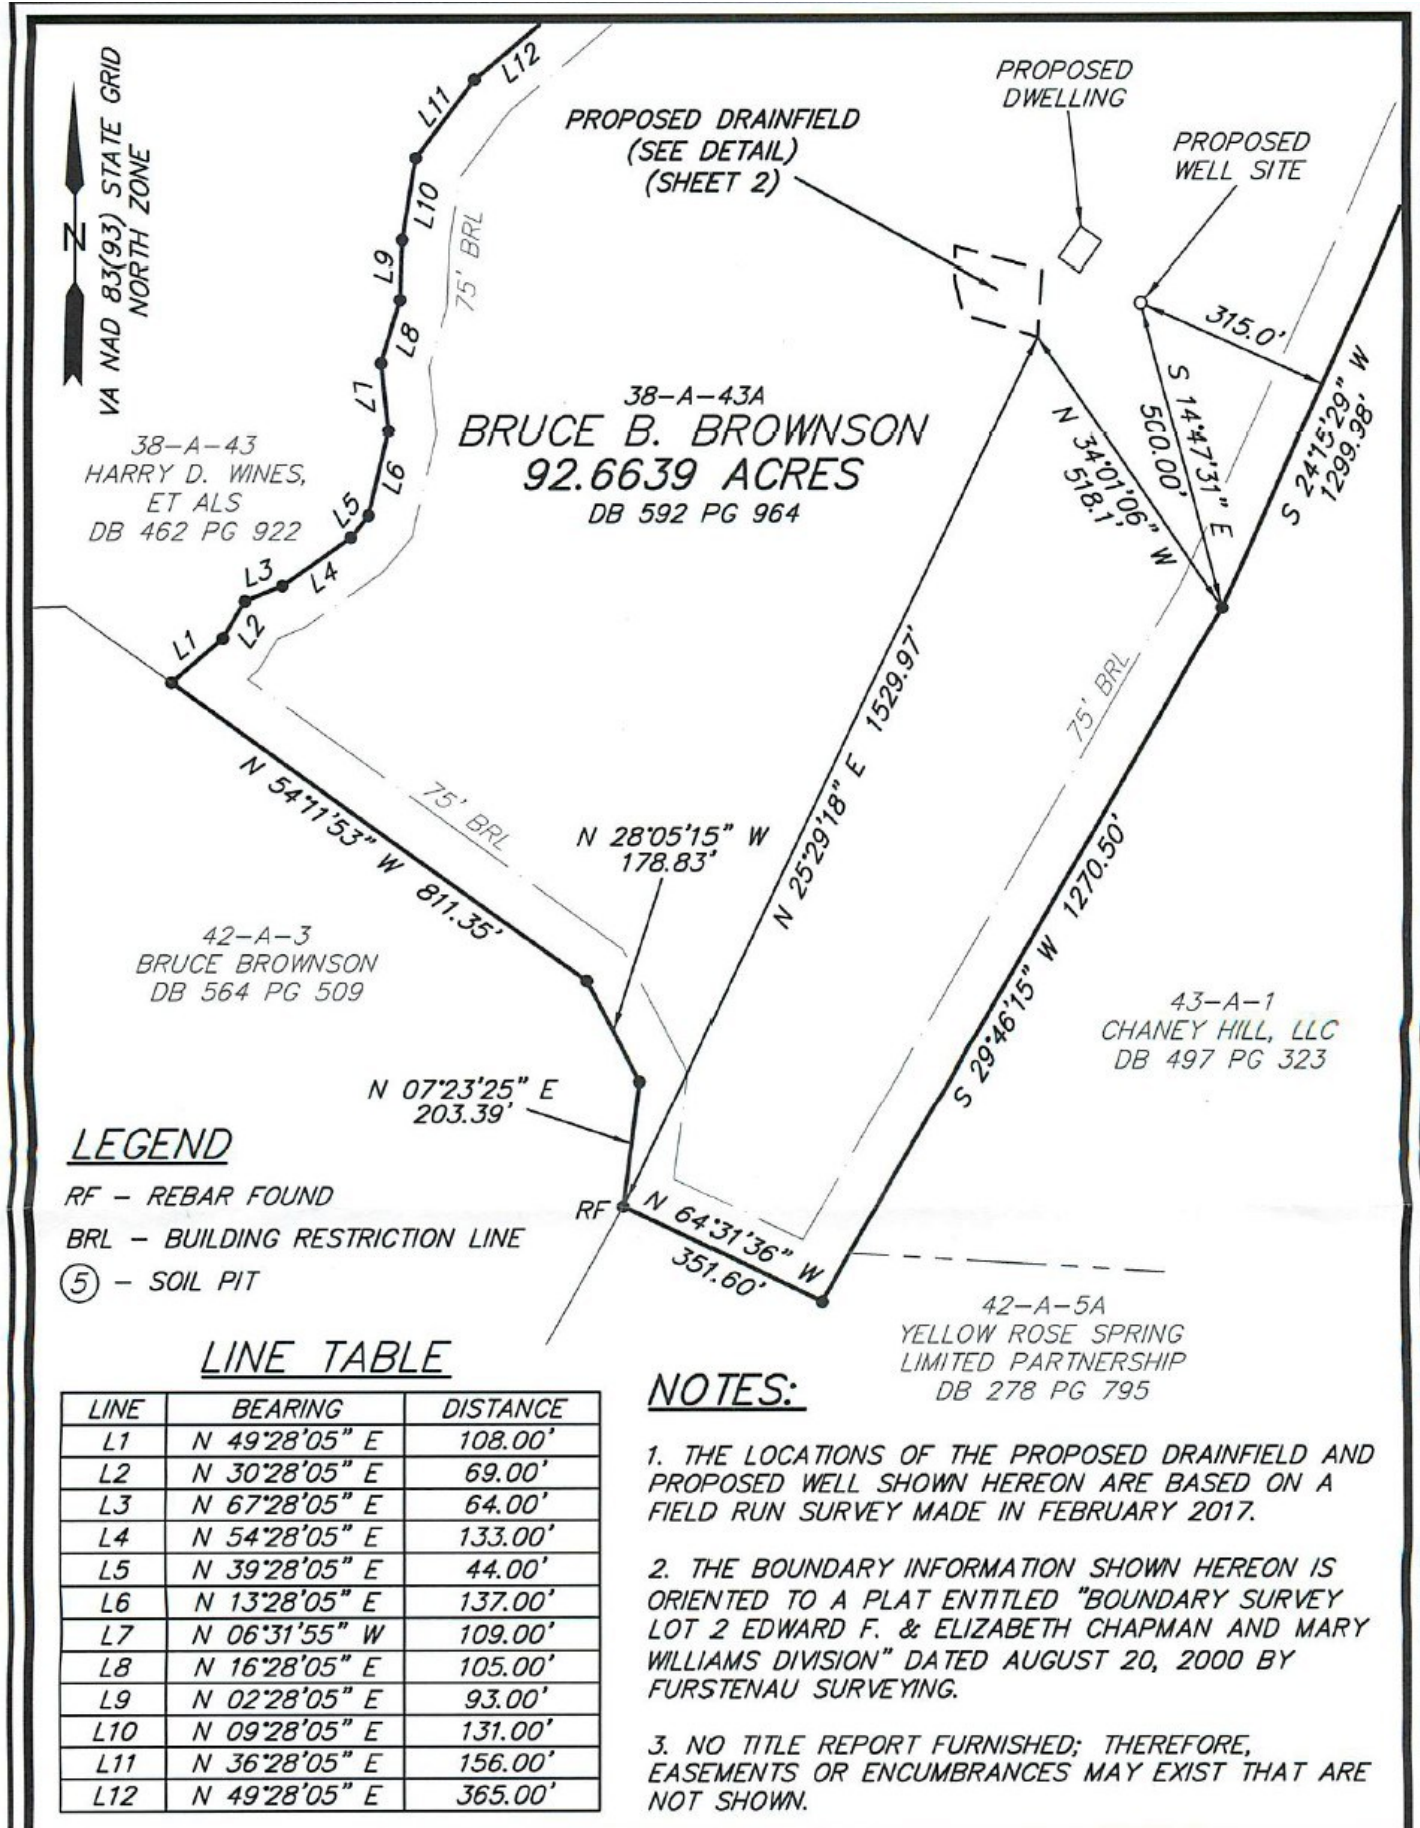 VA NAD 83(93) STATE GRID
NORTH ZONE
N
L12
L11
L10
L9
L8
L7
L6
L5
L4
L3
L2
L1
75' BRL
PROPOSED DRAINFIELD
(SEE DETAIL)
(SHEET 2)
PROPOSED
DWELLING
PROPOSED
WELL SITE
315.0'
S 14°47'31" E
500.00'
N 34°01'06" W
518.1'
S 24°15'29" W
1299.98'
38-A-43A
BRUCE B. BROWNSON
92.6639 ACRES
DB 592 PG 964
38-A-43
HARRY D. WINES,
ET ALS
DB 462 PG 922
N 54°11'53" W 811.35'
75' BRL
N 28°05'15" W
178.83'
N 25°29'18" E 1529.97'
75' BRL
S 29°46'15" W 1270.50'
42-A-3
BRUCE BROWNSON
DB 564 PG 509
43-A-1
CHANEY HILL, LLC
DB 497 PG 323
N 07°23'25" E
203.39'
RF
N 64°31'36" W
351.60'
42-A-5A
YELLOW ROSE SPRING
LIMITED PARTNERSHIP
DB 278 PG 795
LEGEND
RF - REBAR FOUND
BRL - BUILDING RESTRICTION LINE
5 - SOIL PIT
LINE TABLE
LINE BEARING DISTANCE
L1 N 49°28'05" E 108.00'
L2 N 30°28'05" E 69.00'
L3 N 67°28'05" E 64.00'
L4 N 54°28'05" E 133.00'
L5 N 39°28'05" E 44.00'
L6 N 13°28'05" E 137.00'
L7 N 06°31'55" W 109.00'
L8 N 16°28'05" E 105.00'
L9 N 02°28'05" E 93.00'
L10 N 09°28'05" E 131.00'
L11 N 36°28'05" E 156.00'
L12 N 49°28'05" E 365.00'
NOTES:
1. THE LOCATIONS OF THE PROPOSED DRAINFIELD AND
PROPOSED WELL SHOWN HEREON ARE BASED ON A
FIELD RUN SURVEY MADE IN FEBRUARY 2017.
2. THE BOUNDARY INFORMATION SHOWN HEREON IS
ORIENTED TO A PLAT ENTITLED "BOUNDARY SURVEY
LOT 2 EDWARD F. & ELIZABETH CHAPMAN AND MARY
WILLIAMS DIVISION" DATED AUGUST 20, 2000 BY
FURSTENAU SURVEYING.
3. NO TITLE REPORT FURNISHED; THEREFORE,
EASEMENTS OR ENCUMBRANCES MAY EXIST THAT ARE
NOT SHOWN.